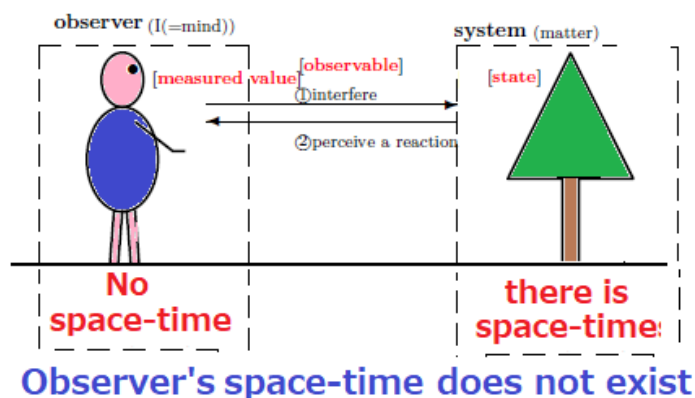 observer (I(=mind))
system (matter)
[observable]
[measured value]
[state]
①interfere
②perceive a reaction
No
space-time
there is
space-time
Observer's space-time does not exist